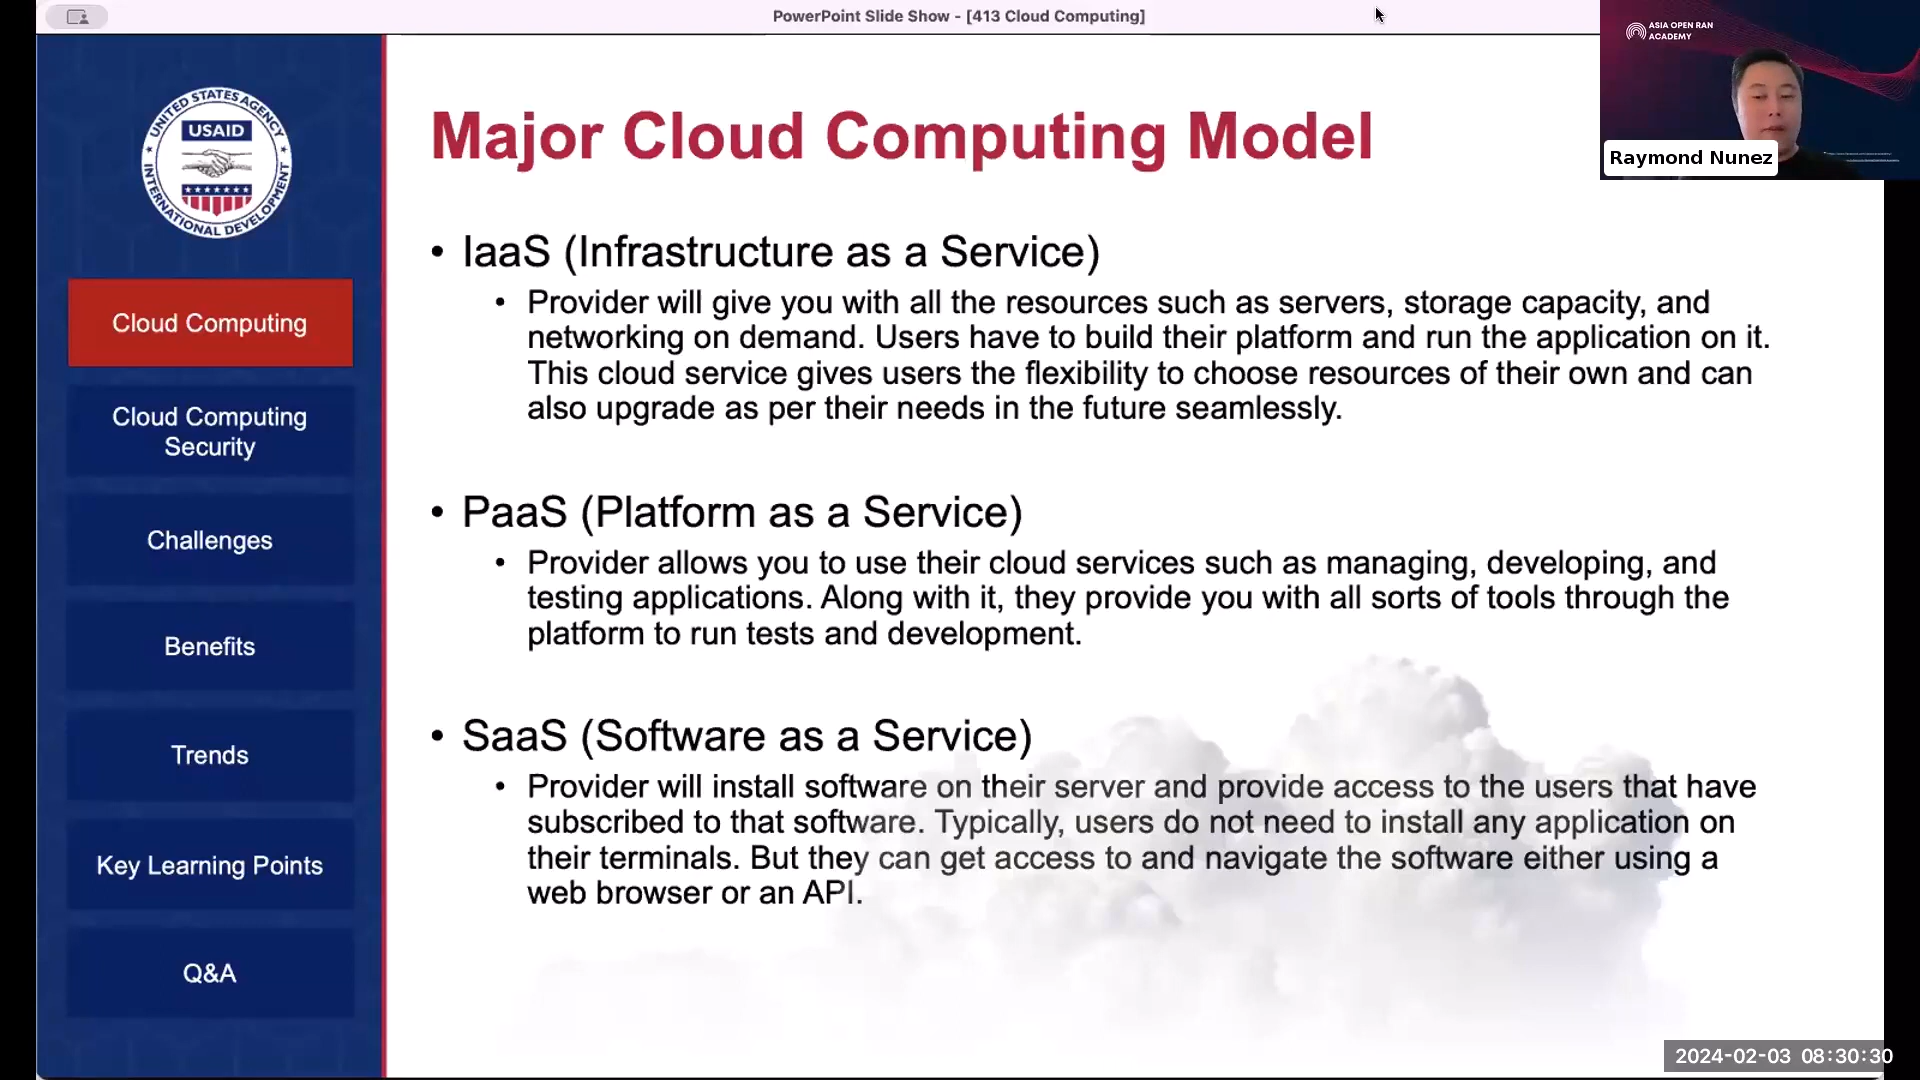 PowerPoint Slide Show - [413 Cloud Computing]
ASIA OPEN RAN
ACADEMY
Raymond Nunez
UNITED STATES AGENCY
USAID
INTERNATIONAL DEVELOPMENT
Cloud Computing
Cloud Computing
Security
Challenges
Benefits
Trends
Key Learning Points
Q&A
Major Cloud Computing Model
• IaaS (Infrastructure as a Service)
• Provider will give you with all the resources such as servers, storage capacity, and
networking on demand. Users have to build their platform and run the application on it.
This cloud service gives users the flexibility to choose resources of their own and can
also upgrade as per their needs in the future seamlessly.
• PaaS (Platform as a Service)
• Provider allows you to use their cloud services such as managing, developing, and
testing applications. Along with it, they provide you with all sorts of tools through the
platform to run tests and development.
• SaaS (Software as a Service)
• Provider will install software on their server and provide access to the users that have
subscribed to that software. Typically, users do not need to install any application on
their terminals. But they can get access to and navigate the software either using a
web browser or an API.
2024-02-03 08:30:30